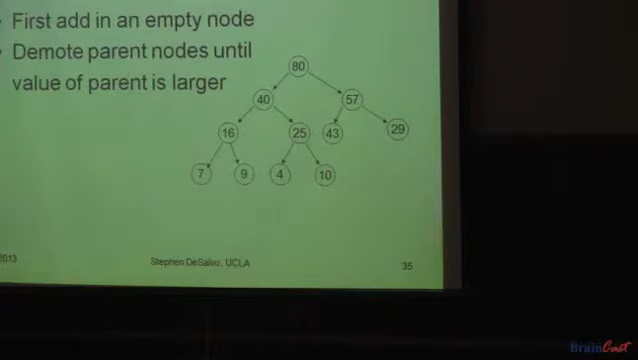 First add in an empty node
Demote parent nodes until
value of parent is larger
80
40 57
16 25 43 29
7 9 4 10
2013 Stephen DeSalvo, UCLA 35
BrainCast